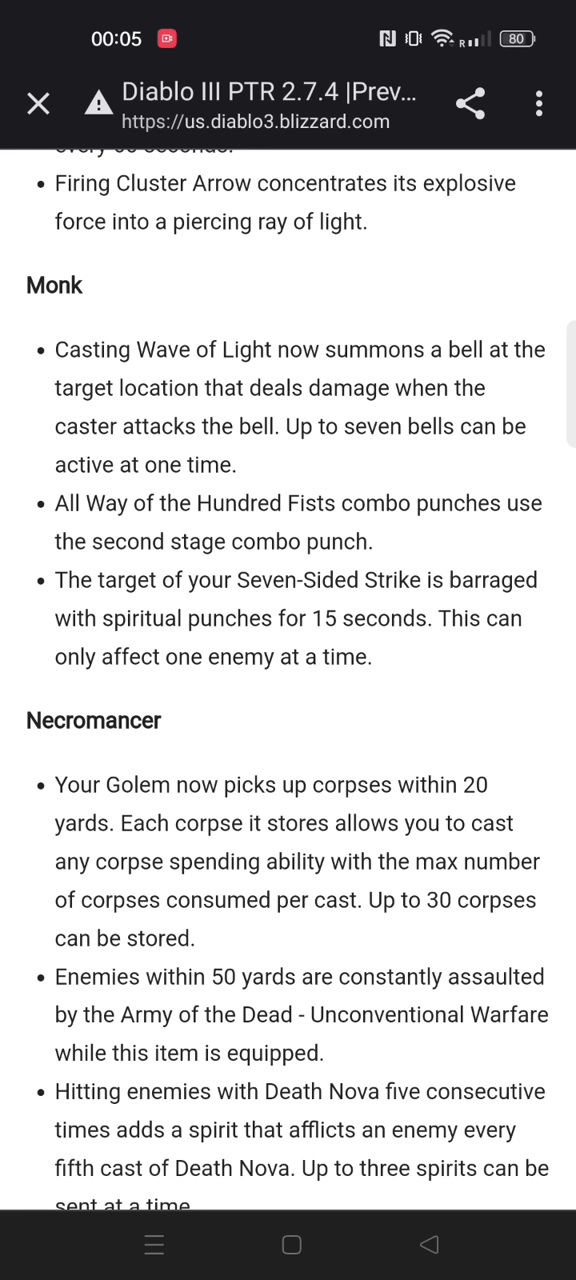 00:05
R
80
Diablo III PTR 2.7.4 |Prev...
https://us.diablo3.blizzard.com
every 60 seconds.
• Firing Cluster Arrow concentrates its explosive
force into a piercing ray of light.
Monk
• Casting Wave of Light now summons a bell at the
target location that deals damage when the
caster attacks the bell. Up to seven bells can be
active at one time.
• All Way of the Hundred Fists combo punches use
the second stage combo punch.
• The target of your Seven-Sided Strike is barraged
with spiritual punches for 15 seconds. This can
only affect one enemy at a time.
Necromancer
• Your Golem now picks up corpses within 20
yards. Each corpse it stores allows you to cast
any corpse spending ability with the max number
of corpses consumed per cast. Up to 30 corpses
can be stored.
• Enemies within 50 yards are constantly assaulted
by the Army of the Dead - Unconventional Warfare
while this item is equipped.
• Hitting enemies with Death Nova five consecutive
times adds a spirit that afflicts an enemy every
fifth cast of Death Nova. Up to three spirits can be
sent at a time